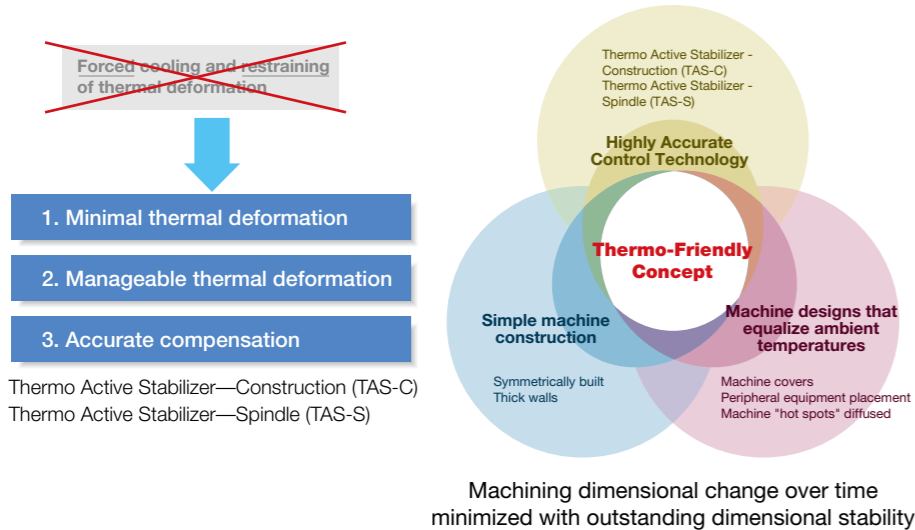 Forced cooling and restraining
of thermal deformation
1. Minimal thermal deformation
2. Manageable thermal deformation
3. Accurate compensation
Thermo Active Stabilizer—Construction (TAS-C)
Thermo Active Stabilizer—Spindle (TAS-S)
Thermo Active Stabilizer -
Construction (TAS-C)
Thermo Active Stabilizer -
Spindle (TAS-S)
Highly Accurate
Control Technology
Thermo-Friendly
Concept
Simple machine
construction
Symmetrically built
Thick walls
Machine designs that
equalize ambient
temperatures
Machine covers
Peripheral equipment placement
Machine "hot spots" diffused
Machining dimensional change over time
minimized with outstanding dimensional stability